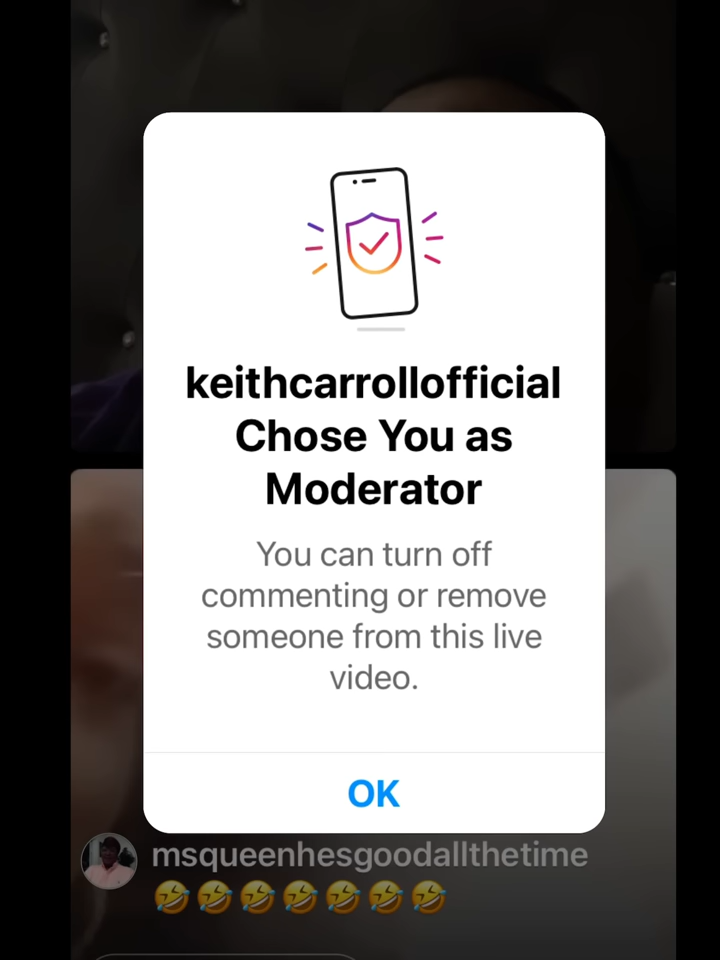 keithcarrollofficial
Chose You as
Moderator
You can turn off
commenting or remove
someone from this live
video.
OK
msqueenhesgoodallthetime
🤣🤣🤣🤣🤣🤣🤣